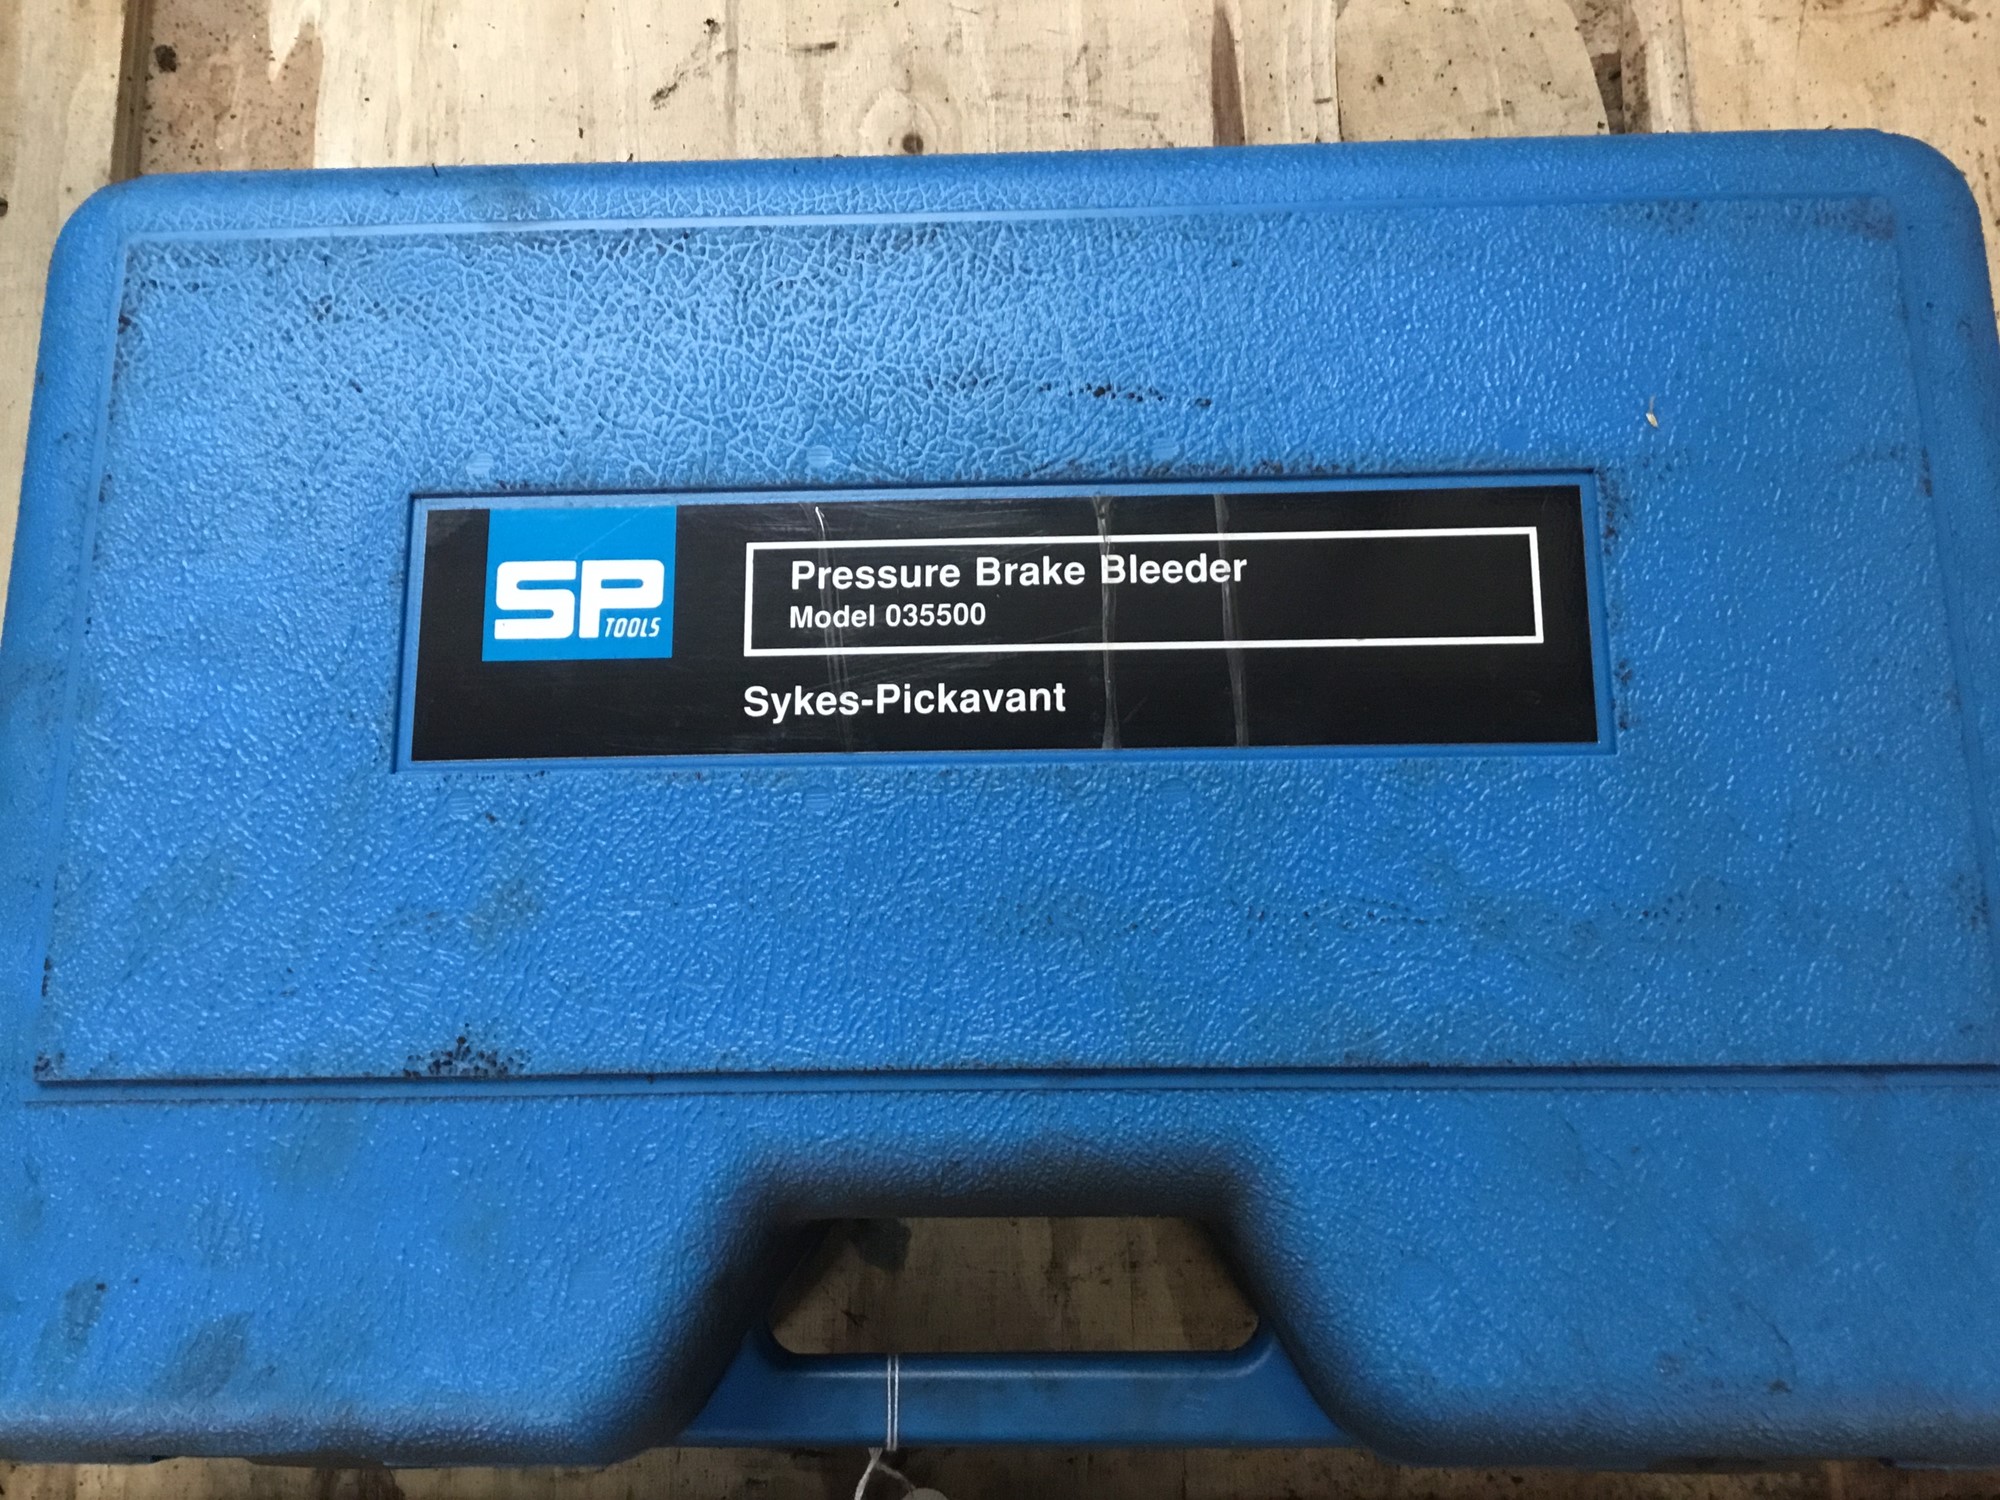 SP
TOOLS
Pressure Brake Bleeder
Model 035500
Sykes-Pickavant